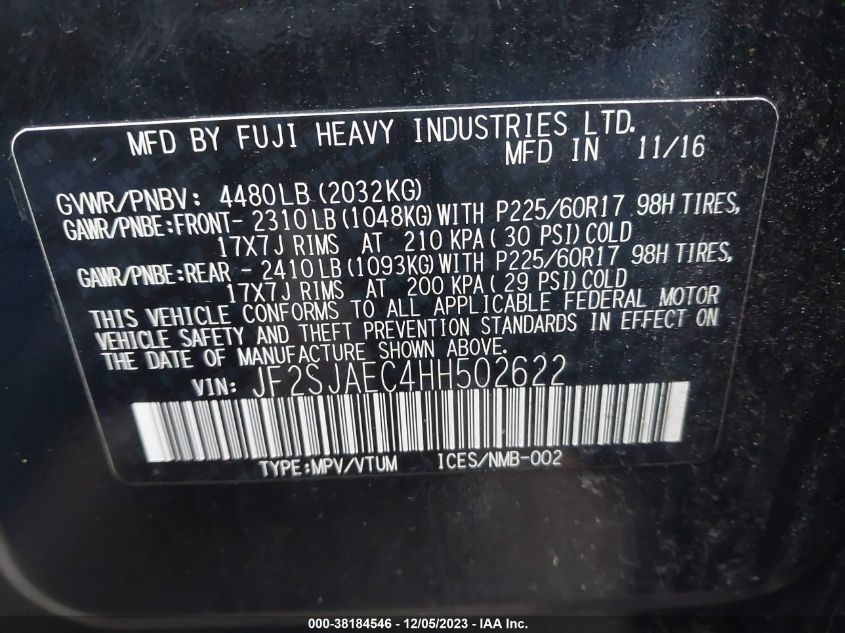 MFD BY FUJI HEAVY INDUSTRIES LTD.
MFD IN 11/16
GVWR/PNBV: 4480LB (2032KG)
GAWR/PNBE:FRONT- 2310LB (1048KG) WITH P225/60R17 98H TIRES,
17X7J RIMS AT 210 KPA ( 30 PSI) COLD
GAWR/PNBE:REAR - 2410LB (1093KG) WITH P225/60R17 98H TIRES,
17X7J RIMS AT 200 KPA ( 29 PSI) COLD
THIS VEHICLE CONFORMS TO ALL APPLICABLE FEDERAL MOTOR
VEHICLE SAFETY AND THEFT PREVENTION STANDARDS IN EFFECT ON
THE DATE OF MANUFACTURE SHOWN ABOVE.
VIN: JF2SJAEC4HH502622
TYPE:MPV/VTUM ICES/NMB-002
000-38184546 - 12/05/2023 - IAA Inc.